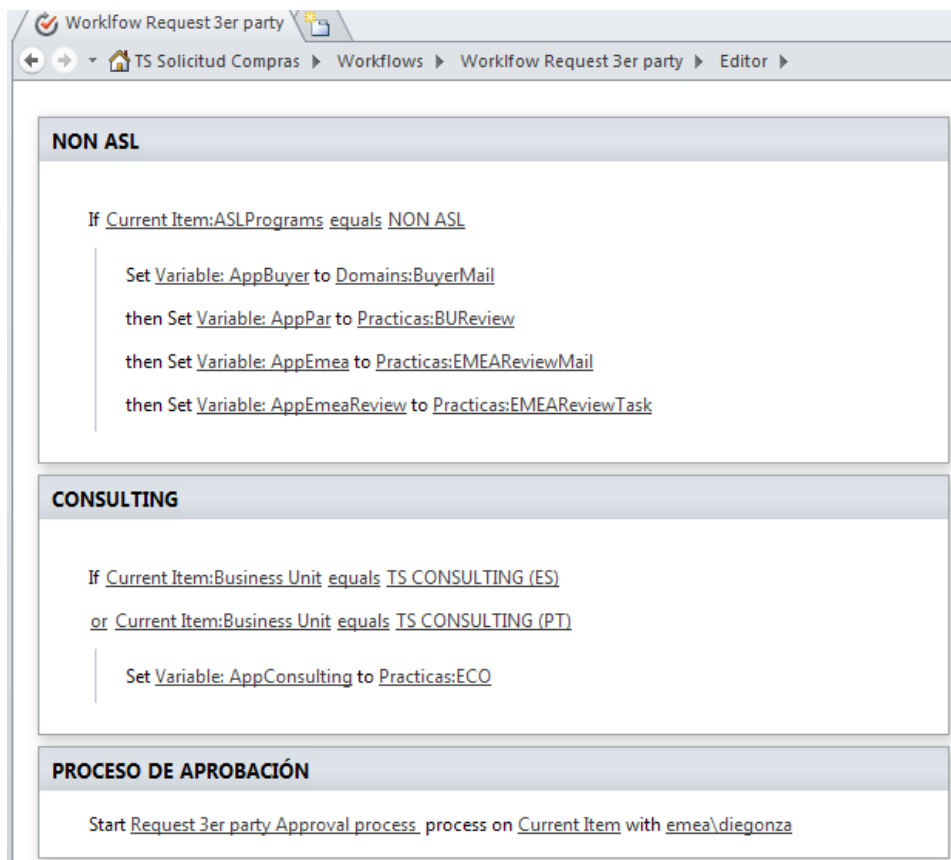 Worklfow Request 3er party
TS Solicitud Compras Workflows Worklfow Request 3er party Editor
NON ASL
If Current Item:ASLPrograms equals NON ASL
Set Variable: AppBuyer to Domains:BuyerMail
then Set Variable: AppPar to Practicas:BUReview
then Set Variable: AppEmea to Practicas:EMEAReviewMail
then Set Variable: AppEmeaReview to Practicas:EMEAReviewTask
CONSULTING
If Current Item:Business Unit equals TS CONSULTING (ES)
or Current Item:Business Unit equals TS CONSULTING (PT)
Set Variable: AppConsulting to Practicas:ECO
PROCESO DE APROBACIÓN
Start Request 3er party Approval process process on Current Item with emea\diegonza